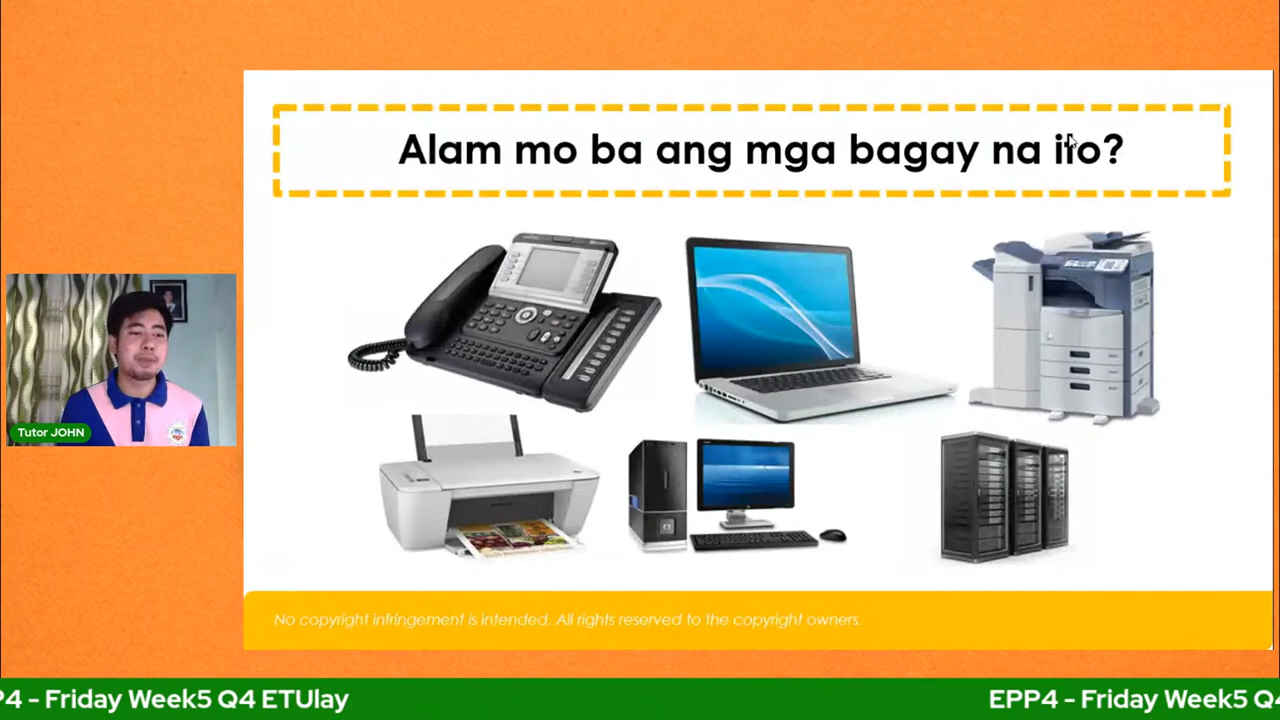 Alam mo ba ang mga bagay na ito?
Tutor JOHN
No copyright infringement is intended. All rights reserved to the copyright owners.
P4 - Friday Week5 Q4 ETUlay
EPP4 - Friday Week5 Q4